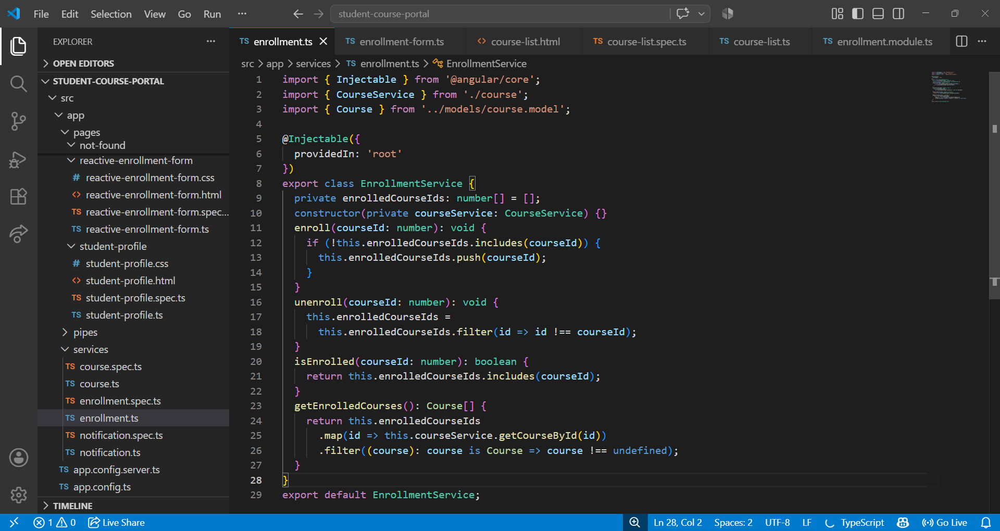 File Edit Selection View Go Run ···
student-course-portal
EXPLORER ···
OPEN EDITORS
STUDENT-COURSE-PORTAL
src
app
pages
not-found
reactive-enrollment-form
# reactive-enrollment-form.css
<> reactive-enrollment-form.html
TS reactive-enrollment-form.spec...
TS reactive-enrollment-form.ts
student-profile
# student-profile.css
<> student-profile.html
TS student-profile.spec.ts
TS student-profile.ts
pipes
services
TS course.spec.ts
TS course.ts
TS enrollment.spec.ts
TS enrollment.ts
TS notification.spec.ts
TS notification.ts
TS app.config.server.ts
TS app.config.ts
TIMELINE
TS enrollment.ts TS enrollment-form.ts <> course-list.html TS course-list.spec.ts TS course-list.ts TS enrollment.module.ts ···
src > app > services > TS enrollment.ts > EnrollmentService
1 import { Injectable } from '@angular/core';
2 import { CourseService } from './course';
3 import { Course } from '../models/course.model';
4
5 @Injectable({
6   providedIn: 'root'
7 })
8 export class EnrollmentService {
9   private enrolledCourseIds: number[] = [];
10   constructor(private courseService: CourseService) {}
11   enroll(courseId: number): void {
12     if (!this.enrolledCourseIds.includes(courseId)) {
13       this.enrolledCourseIds.push(courseId);
14     }
15   }
16   unenroll(courseId: number): void {
17     this.enrolledCourseIds =
18       this.enrolledCourseIds.filter(id => id !== courseId);
19   }
20   isEnrolled(courseId: number): boolean {
21     return this.enrolledCourseIds.includes(courseId);
22   }
23   getEnrolledCourses(): Course[] {
24     return this.enrolledCourseIds
25       .map(id => this.courseService.getCourseById(id))
26       .filter((course): course is Course => course !== undefined);
27   }
28 }
29 export default EnrollmentService;
1 0 Live Share Ln 28, Col 2 Spaces: 2 UTF-8 LF TypeScript Go Live